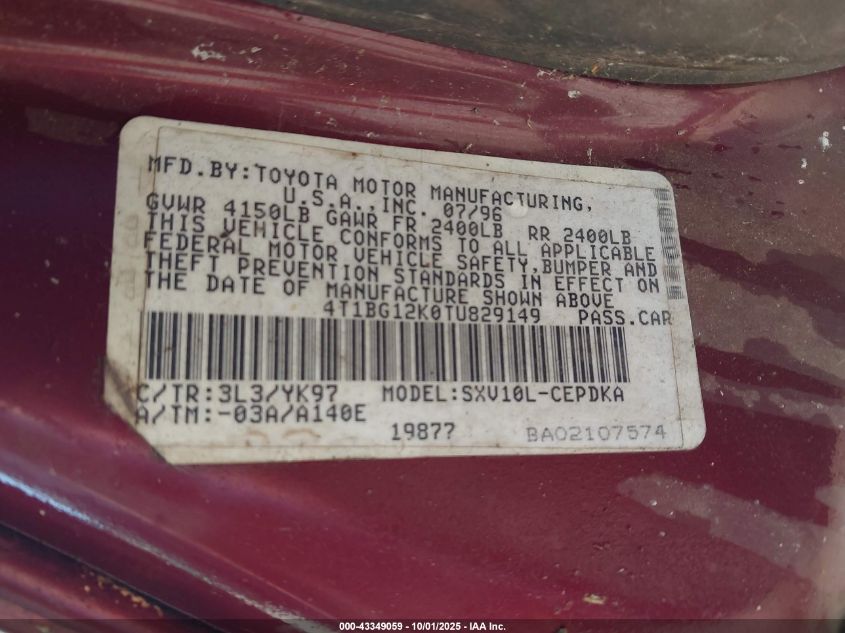 MFD.BY:TOYOTA MOTOR MANUFACTURING,
U.S.A.,INC. 07/96
GVWR 4150LB GAWR FR 2400LB RR 2400LB
THIS VEHICLE CONFORMS TO ALL APPLICABLE
FEDERAL MOTOR VEHICLE SAFETY,BUMPER AND
THEFT PREVENTION STANDARDS IN EFFECT ON
THE DATE OF MANUFACTURE SHOWN ABOVE
4T1BG12K0TU829149 PASS.CAR
C/TR:3L3/YK97 MODEL:SXV10L-CEPDKA
A/TM:-03A/A140E
19877 BA02107574
000-43349059 - 10/01/2025 - IAA Inc.